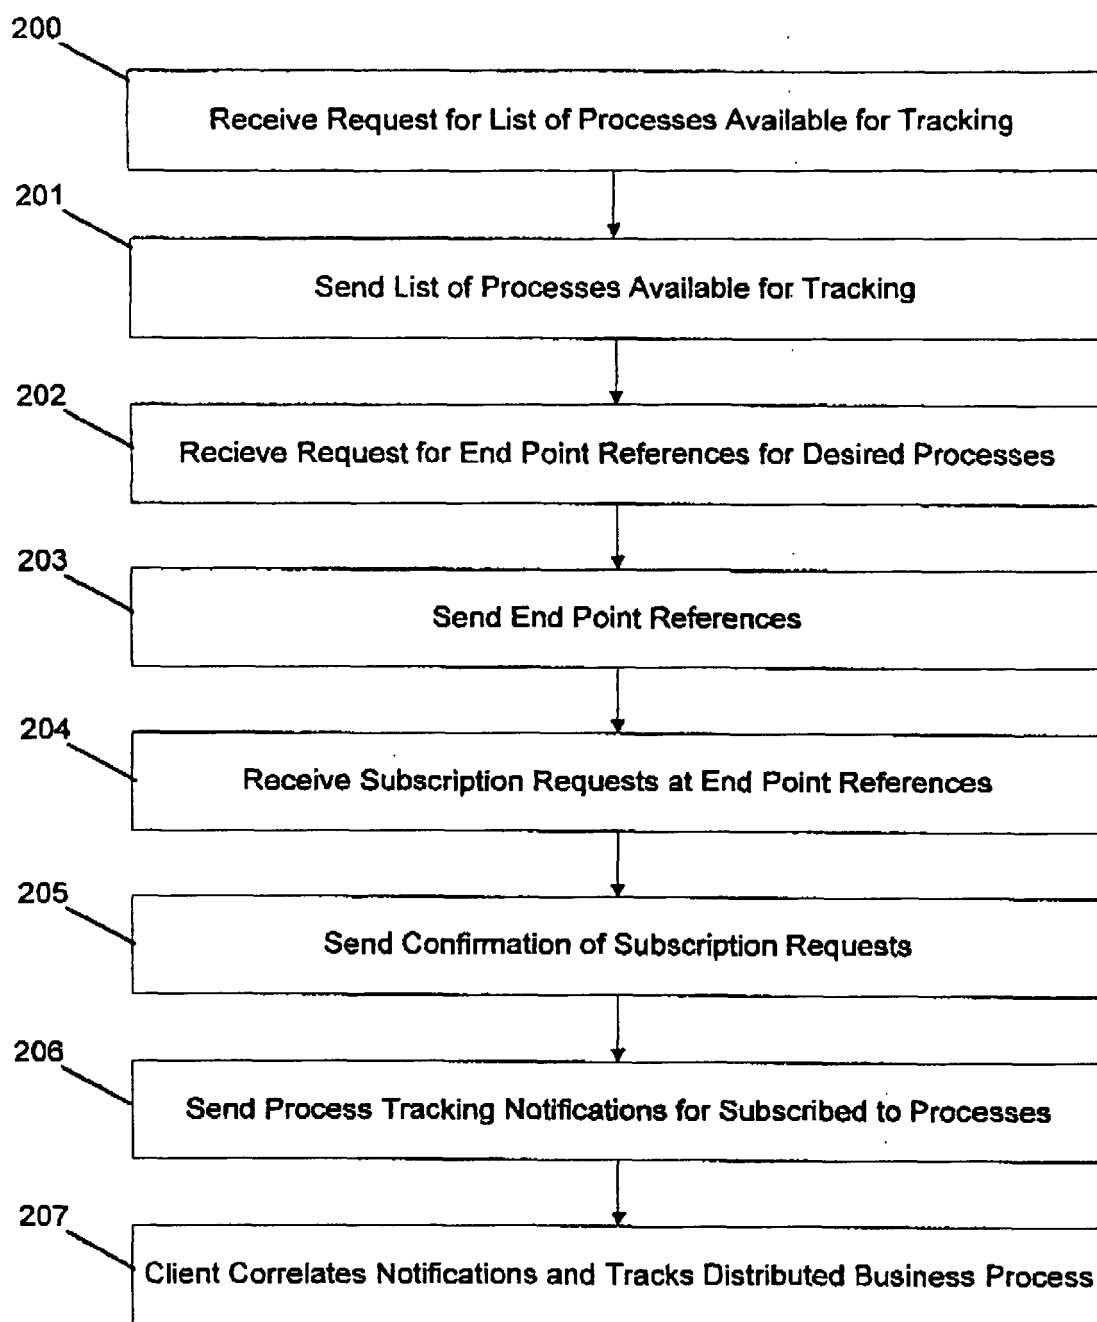 200
Receive Request for List of Processes Available for Tracking
201
Send List of Processes Available for Tracking
202
Recieve Request for End Point References for Desired Processes
203
Send End Point References
204
Receive Subscription Requests at End Point References
205
Send Confirmation of Subscription Requests
206
Send Process Tracking Notifications for Subscribed to Processes
207
Client Correlates Notifications and Tracks Distributed Business Process